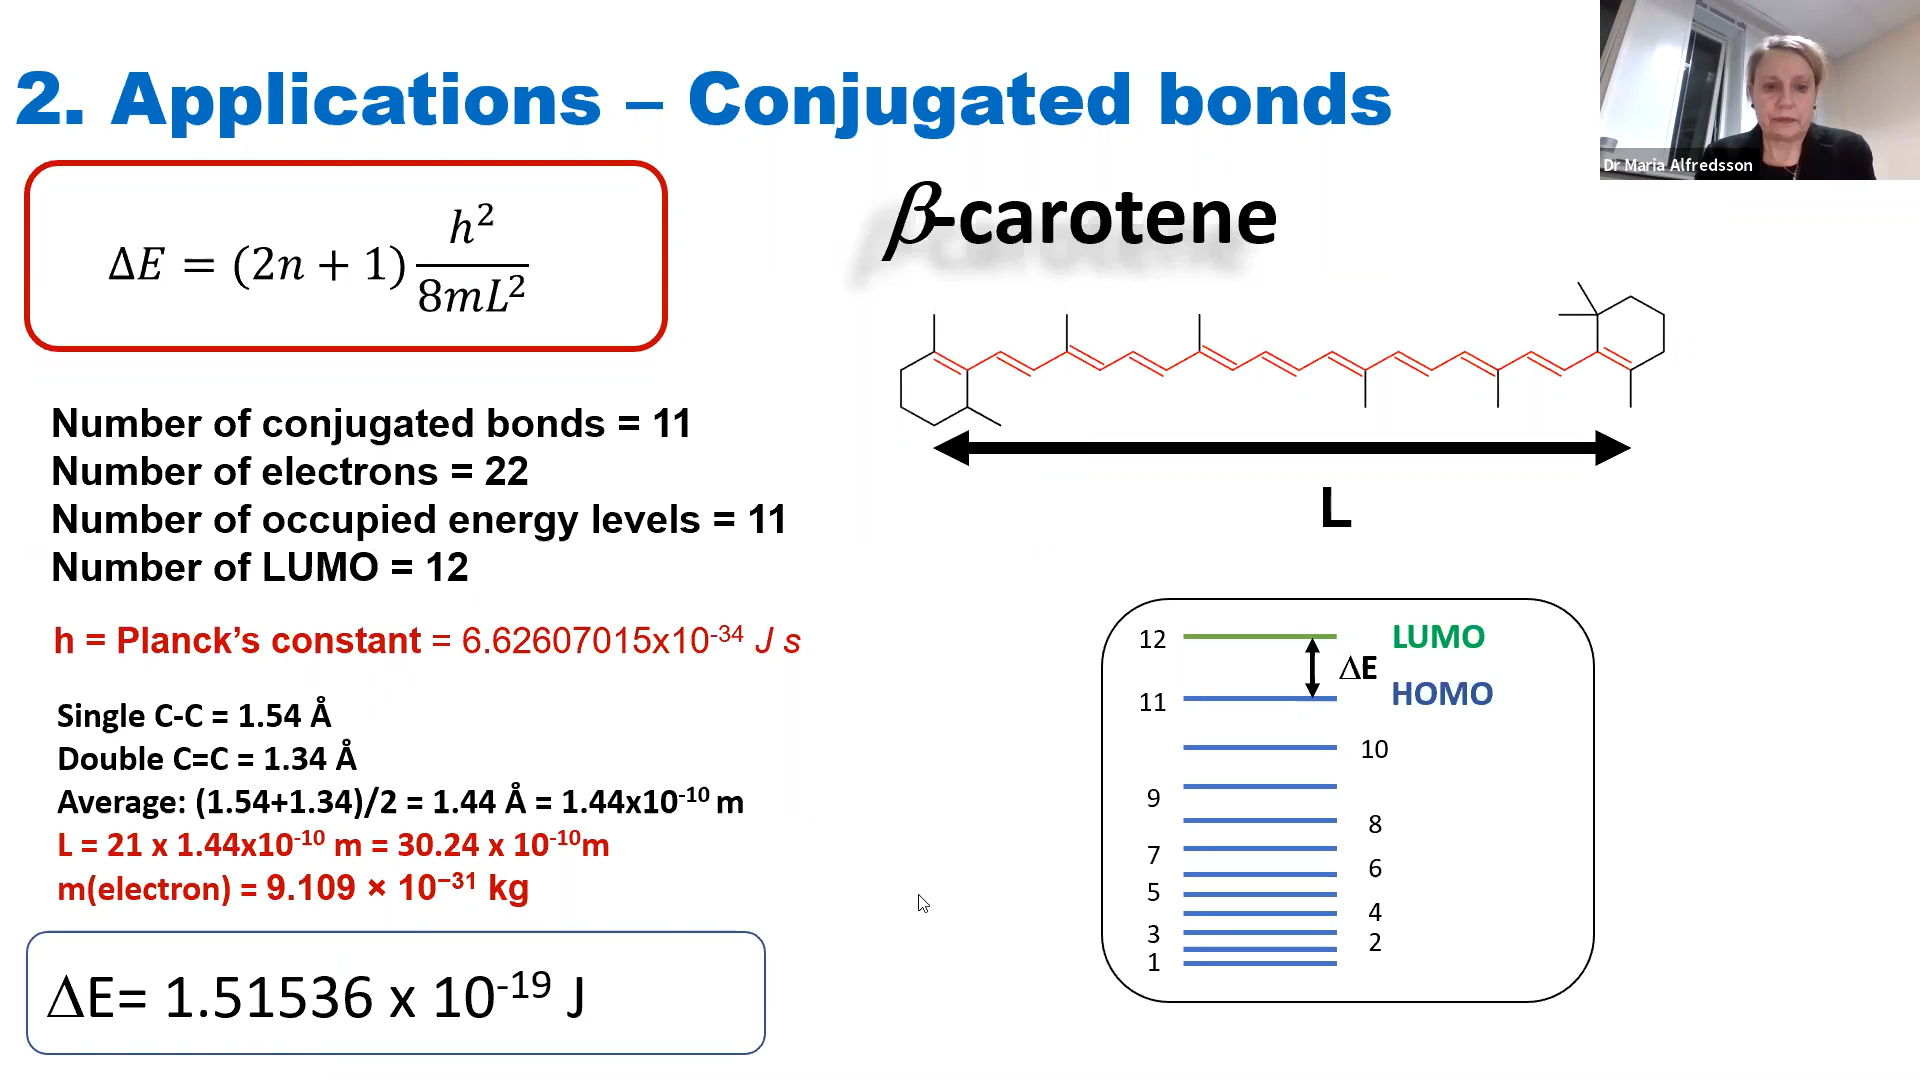 2. Applications – Conjugated bonds
Dr Maria Alfredsson
ΔE = (2n + 1) h² / 8mL²
β-carotene
L
Number of conjugated bonds = 11
Number of electrons = 22
Number of occupied energy levels = 11
Number of LUMO = 12
h = Planck’s constant = 6.62607015x10⁻³⁴ J s
Single C-C = 1.54 Å
Double C=C = 1.34 Å
Average: (1.54+1.34)/2 = 1.44 Å = 1.44x10⁻¹⁰ m
L = 21 x 1.44x10⁻¹⁰ m = 30.24 x 10⁻¹⁰m
m(electron) = 9.109 × 10⁻³¹ kg
ΔE= 1.51536 x 10⁻¹⁹ J
12 LUMO
ΔE
11 HOMO
10
9
8
7
6
5
4
3
2
1